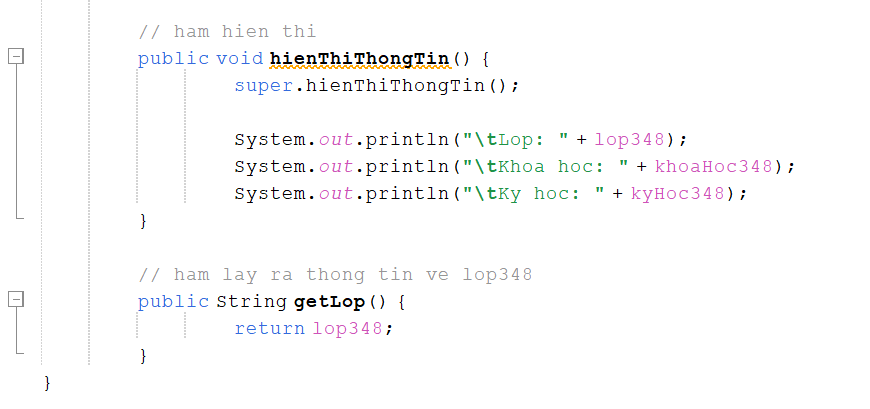 // ham hien thi
public void hienThiThongTin() {
super.hienThiThongTin();
System.out.println("\tLop: " + lop348);
System.out.println("\tKhoa hoc: " + khoaHoc348);
System.out.println("\tKy hoc: " + kyHoc348);
}
// ham lay ra thong tin ve lop348
public String getLop() {
return lop348;
}
}